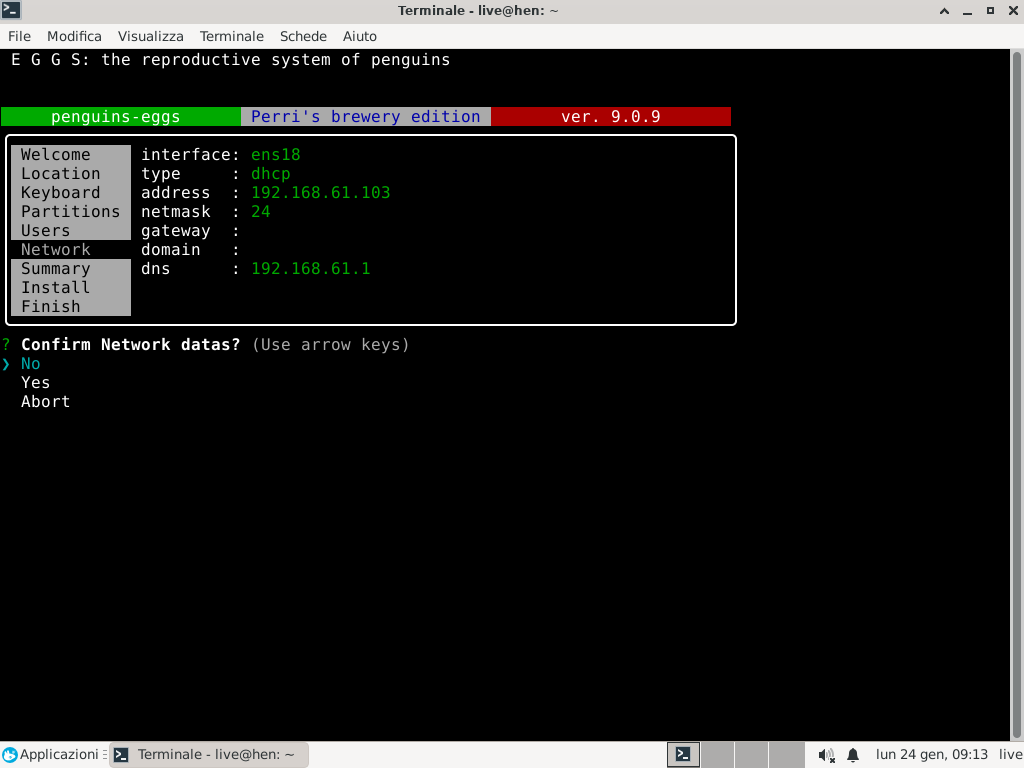 Terminale - live@hen: ~
File Modifica Visualizza Terminale Schede Aiuto
E G G S: the reproductive system of penguins
penguins-eggs Perri's brewery edition ver. 9.0.9
Welcome interface: ens18
Location type : dhcp
Keyboard address : 192.168.61.103
Partitions netmask : 24
Users gateway :
Network domain :
Summary dns : 192.168.61.1
Install
Finish
? Confirm Network datas? (Use arrow keys)
❯ No
Yes
Abort
Applicazioni Terminale - live@hen: ~ lun 24 gen, 09:13 live